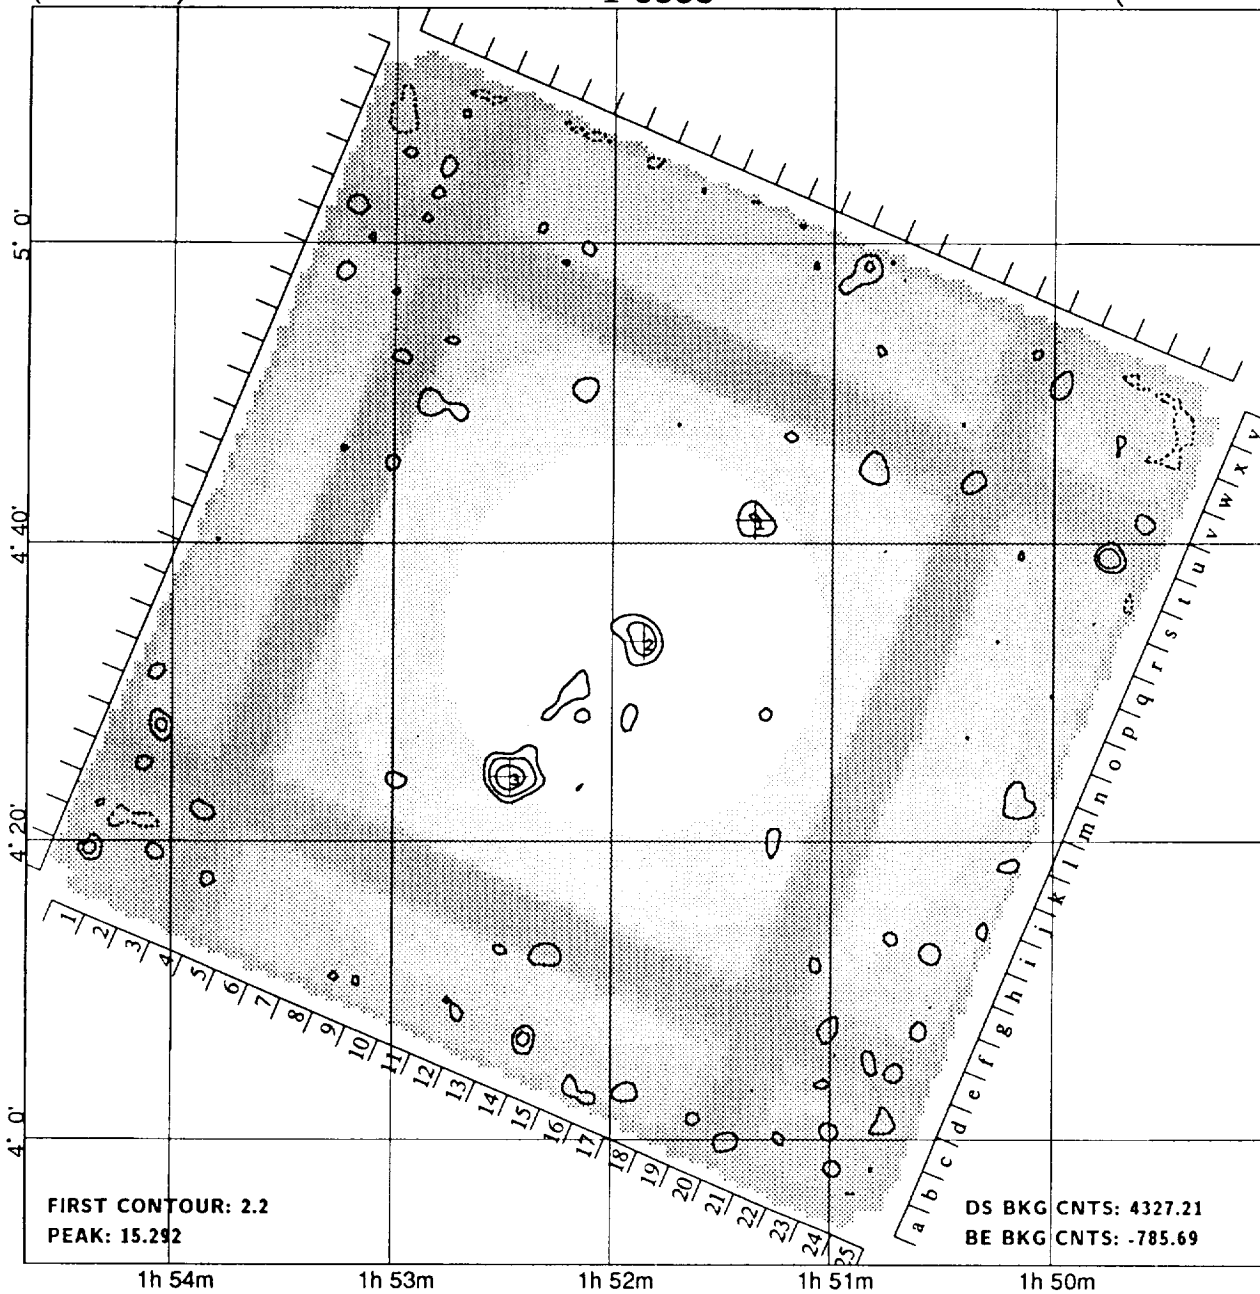 5° 0'
4° 40'
4° 20'
4° 0'
1
2
3
1 2 3 4 5 6 7 8 9 10 11 12 13 14 15 16 17 18 19 20 21 22 23 24 25
a b c d e f g h i j k l m n o p q r s t u v w x y
FIRST CONTOUR: 2.2
PEAK: 15.292
DS BKG CNTS: 4327.21
BE BKG CNTS: -785.69
1h 54m 1h 53m 1h 52m 1h 51m 1h 50m